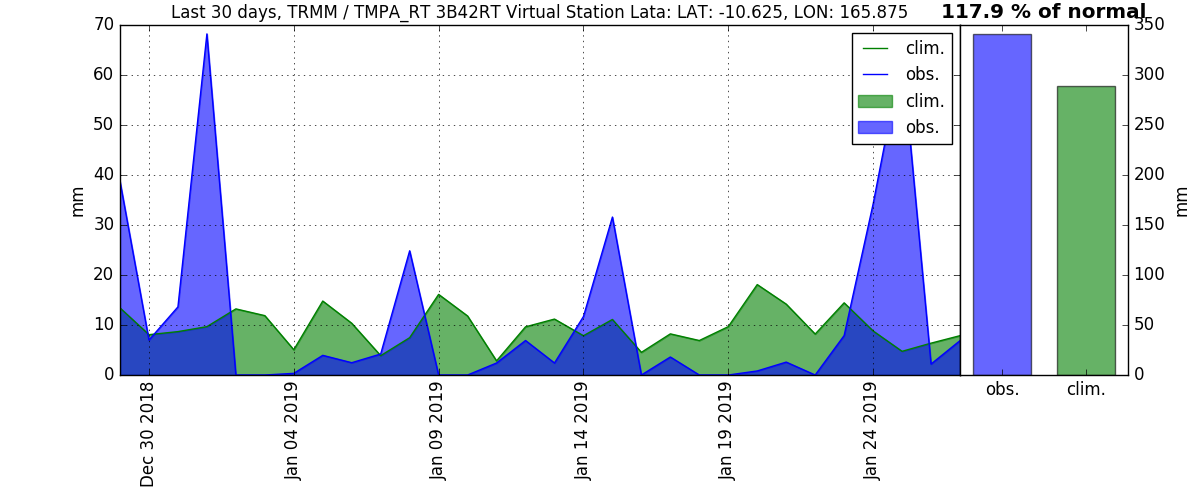 Last 30 days, TRMM / TMPA_RT 3B42RT Virtual Station Lata: LAT: -10.625, LON: 165.875
117.9 % of normal
70
60
50
40
30
20
10
0
mm
clim.
obs.
clim.
obs.
Dec 30 2018
Jan 04 2019
Jan 09 2019
Jan 14 2019
Jan 19 2019
Jan 24 2019
350
300
250
200
150
100
50
0
mm
obs.
clim.